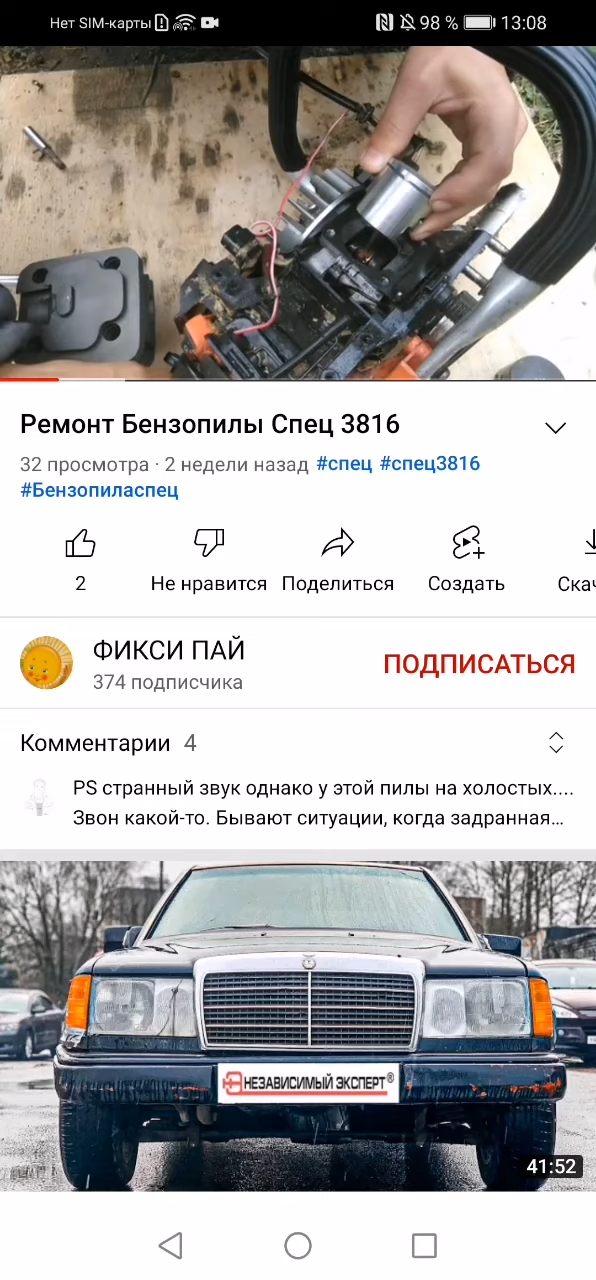 Нет SIM-карты 98 % 13:08
Ремонт Бензопилы Спец 3816
32 просмотра · 2 недели назад #спец #спец3816
#Бензопиласпец
2 Не нравится Поделиться Создать Скач
ФИКСИ ПАЙ
374 подписчика
ПОДПИСАТЬСЯ
Комментарии 4
PS странный звук однако у этой пилы на холостых....
Звон какой-то. Бывают ситуации, когда задранная...
НЕЗАВИСИМЫЙ ЭКСПЕРТ®
41:52